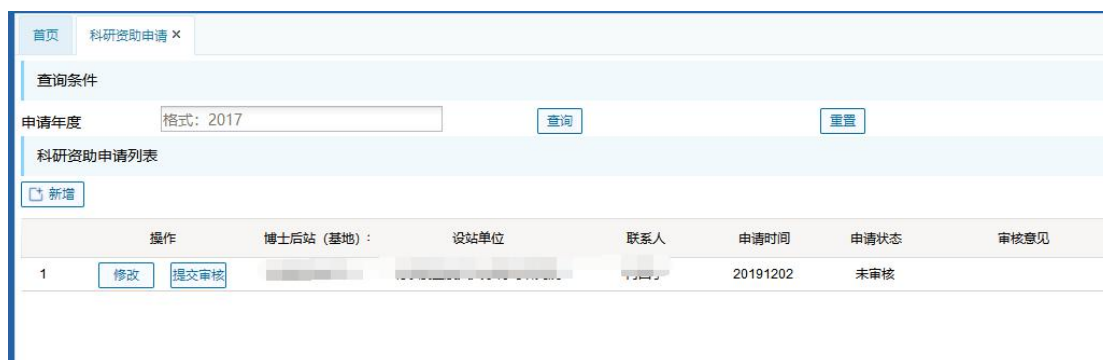 首页 科研资助申请 ×
查询条件
申请年度 格式：2017 查询 重置
科研资助申请列表
新增
操作 博士后站（基地）: 设站单位 联系人 申请时间 申请状态 审核意见
1 修改 提交审核 20191202 未审核